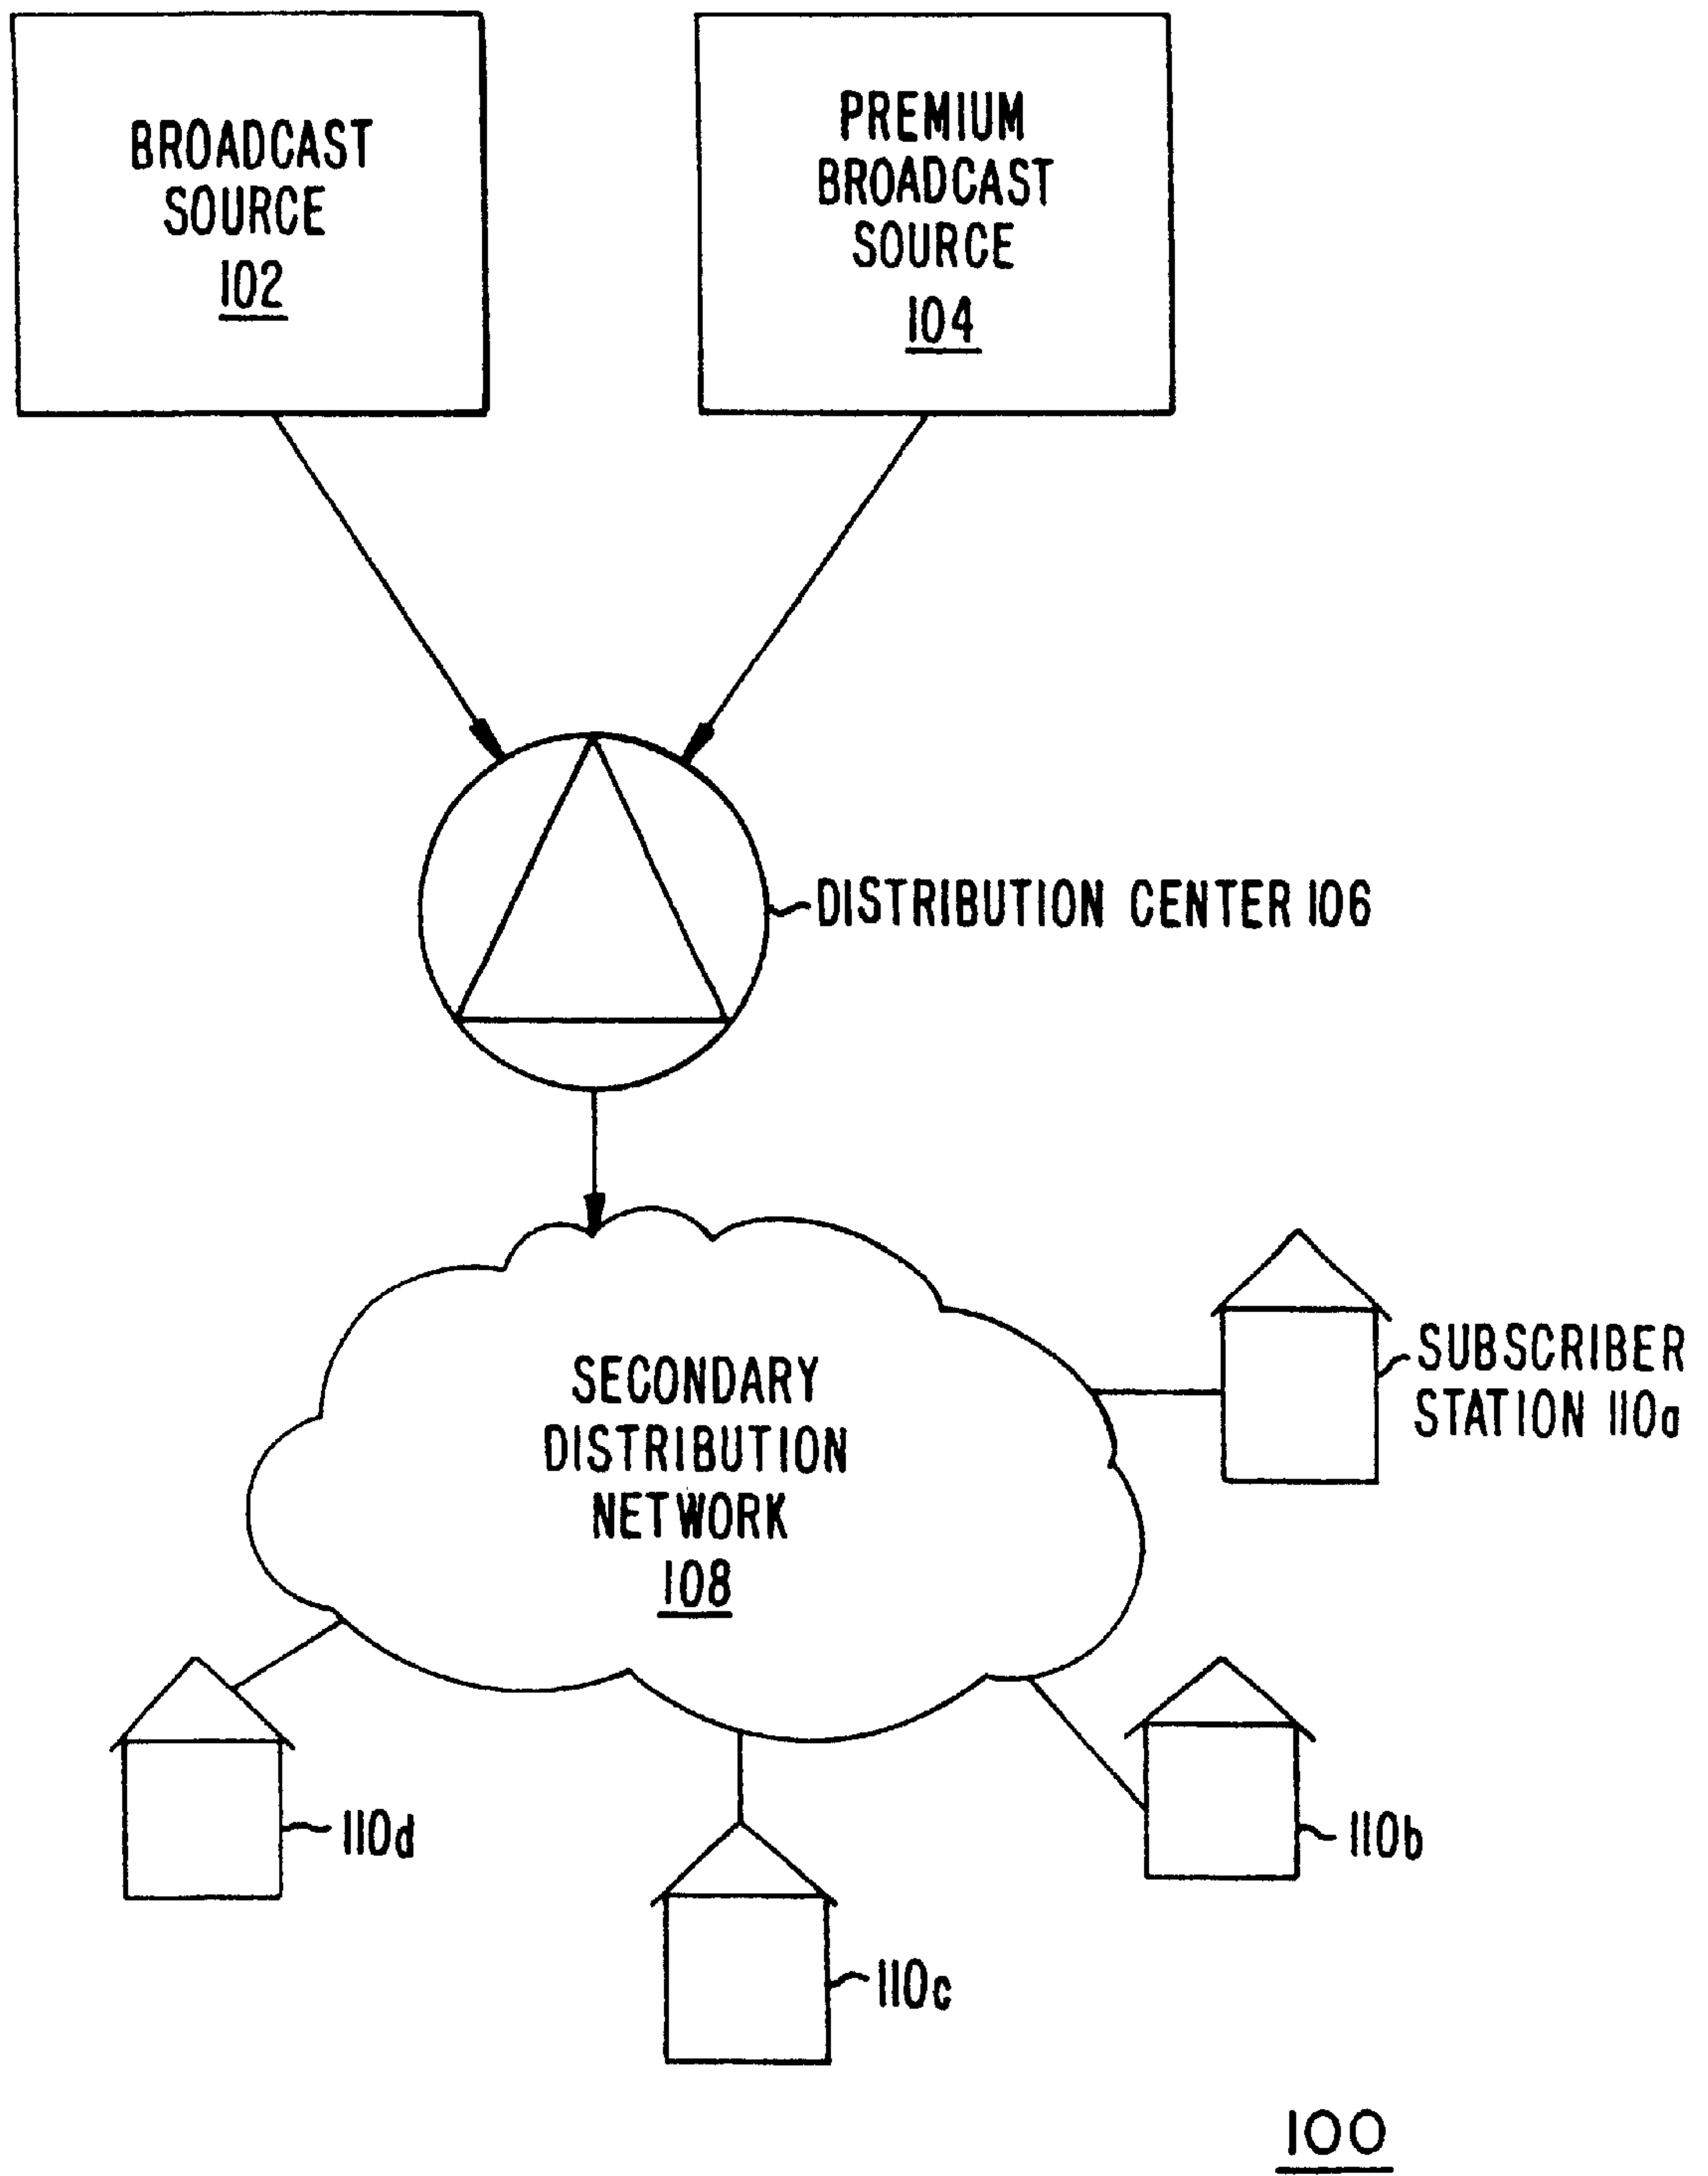 BROADCAST
SOURCE
102
PREMIUM
BROADCAST
SOURCE
104
DISTRIBUTION CENTER 106
SECONDARY
DISTRIBUTION
NETWORK
108
SUBSCRIBER
STATION 110a
110d
110b
110c
100